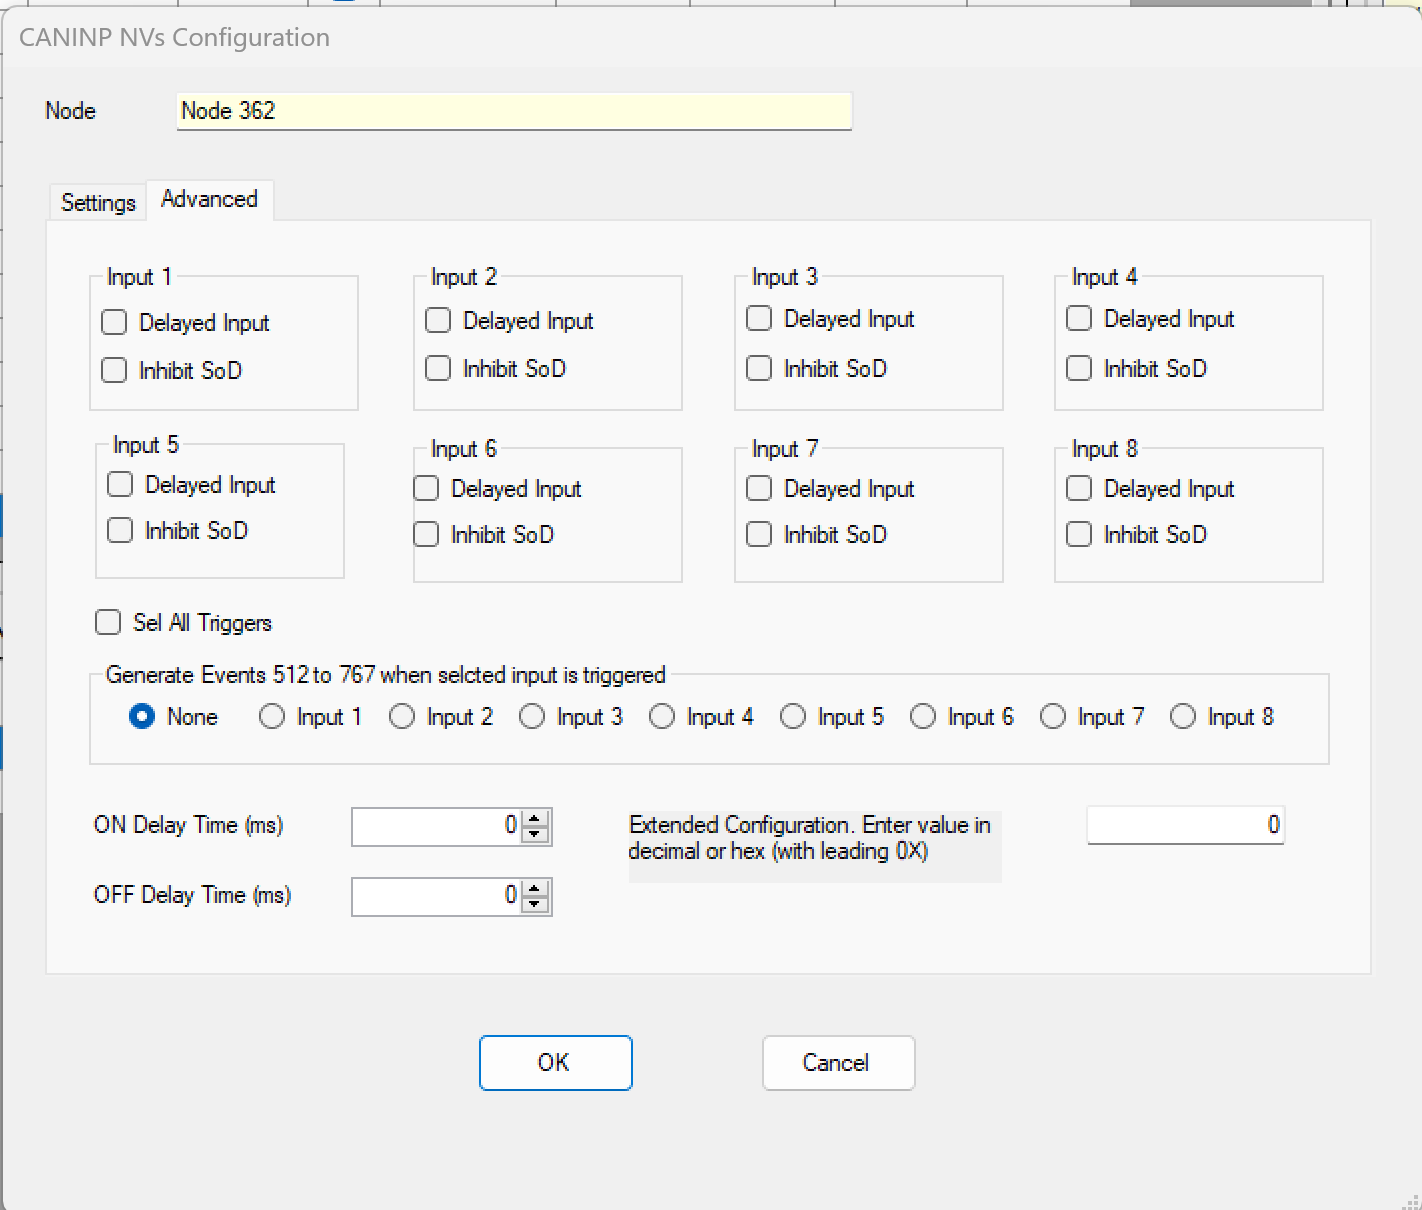 CANINP NVs Configuration
Node
Node 362
Settings
Advanced
Input 1
Delayed Input
Inhibit SoD
Input 2
Delayed Input
Inhibit SoD
Input 3
Delayed Input
Inhibit SoD
Input 4
Delayed Input
Inhibit SoD
Input 5
Delayed Input
Inhibit SoD
Input 6
Delayed Input
Inhibit SoD
Input 7
Delayed Input
Inhibit SoD
Input 8
Delayed Input
Inhibit SoD
Sel All Triggers
Generate Events 512 to 767 when selcted input is triggered
None Input 1 Input 2 Input 3 Input 4 Input 5 Input 6 Input 7 Input 8
ON Delay Time (ms)
0
Extended Configuration. Enter value in
decimal or hex (with leading 0X)
0
OFF Delay Time (ms)
0
OK
Cancel